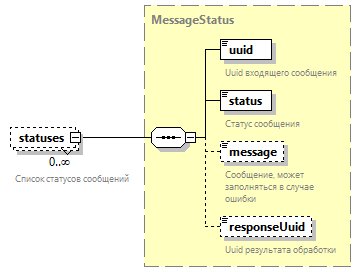 MessageStatus
uuid
Uuid входящего сообщения
statuses
0..∞
Список статусов сообщений
status
Статус сообщения
message
Сообщение, может
заполняться в случае
ошибки
responseUuid
Uuid результата обработки